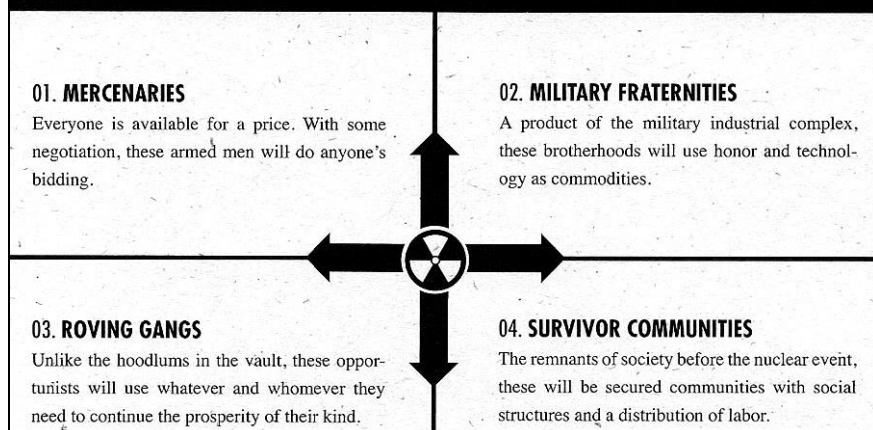 01. MERCENARIES
Everyone is available for a price. With some
negotiation, these armed men will do anyone's
bidding.
02. MILITARY FRATERNITIES
A product of the military industrial complex,
these brotherhoods will use honor and technol-
ogy as commodities.
03. ROVING GANGS
Unlike the hoodlums in the vault, these oppor-
tunists will use whatever and whomever they
need to continue the prosperity of their kind.
04. SURVIVOR COMMUNITIES
The remnants of society before the nuclear event,
these will be secured communities with social
structures and a distribution of labor.